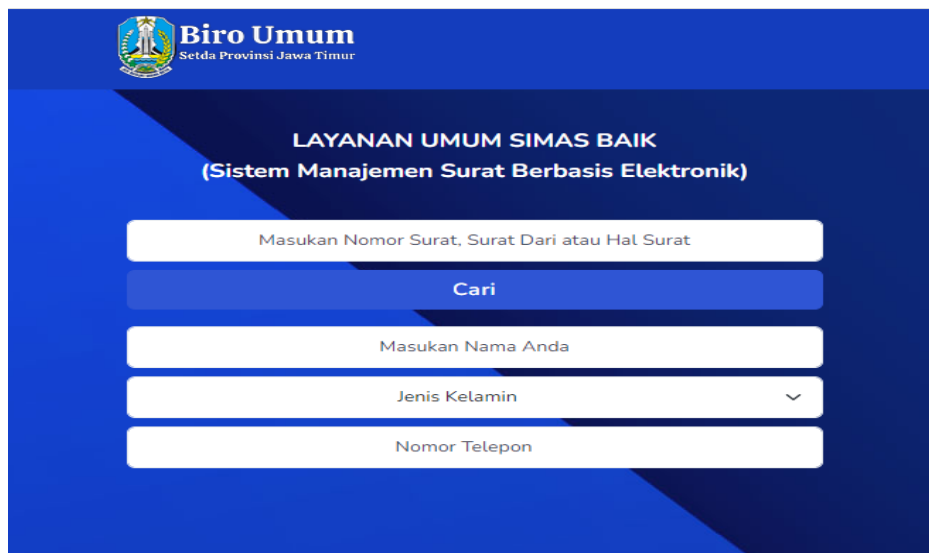 Biro Umum
Setda Provinsi Jawa Timur
LAYANAN UMUM SIMAS BAIK
(Sistem Manajemen Surat Berbasis Elektronik)
Masukan Nomor Surat, Surat Dari atau Hal Surat
Cari
Masukan Nama Anda
Jenis Kelamin
Nomor Telepon